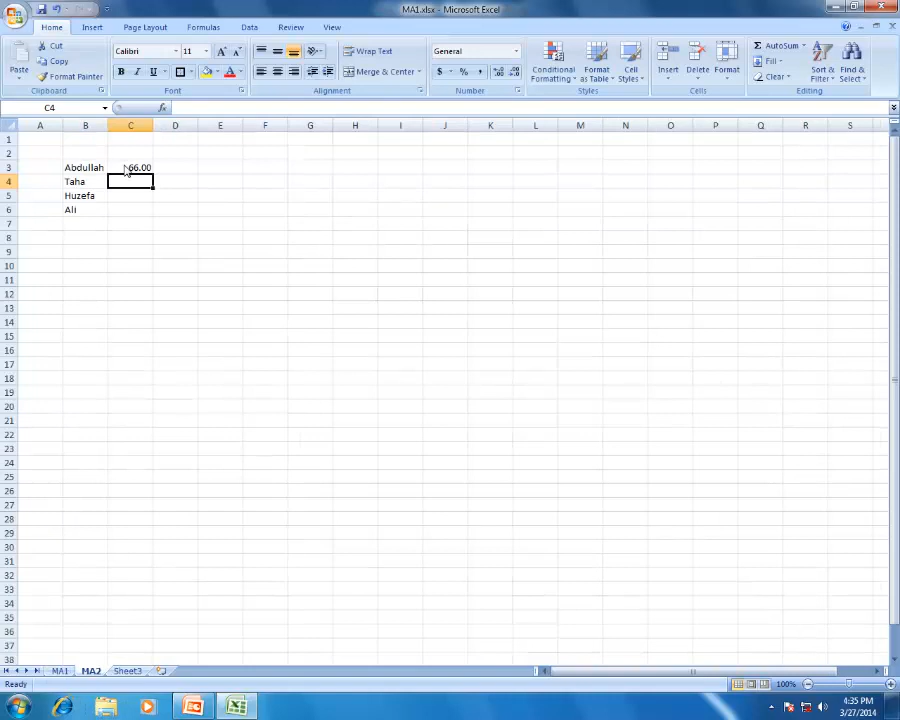 MA1.xlsx - Microsoft Excel
Home Insert Page Layout Formulas Data Review View
Paste Cut Copy Format Painter Clipboard
Calibri 11 A A B I U A Font
Wrap Text Merge & Center Alignment
General $ % , Number
Conditional Formatting Format as Table Cell Styles Styles
Insert Delete Format Cells
Σ AutoSum Fill Clear Sort & Filter Find & Select Editing
C4 fx
A B C D E F G H I J K L M N O P Q R S
1
2
3 Abdullah 66.00
4 Taha
5 Huzefa
6 Ali
7
8
9
10
11
12
13
14
15
16
17
18
19
20
21
22
23
24
25
26
27
28
29
30
31
32
33
34
35
36
37
38
MA1 MA2 Sheet3
Ready 100%
4:35 PM
3/27/2014